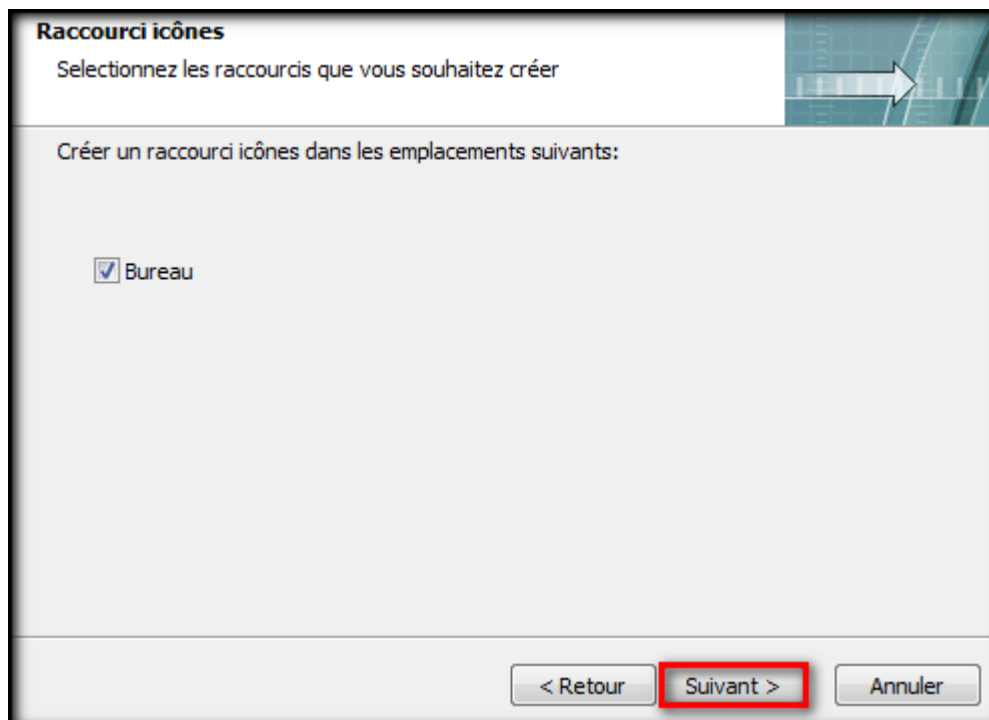 Raccourci icônes
Selectionnez les raccourcis que vous souhaitez créer
Créer un raccourci icônes dans les emplacements suivants:
Bureau
< Retour
Suivant >
Annuler